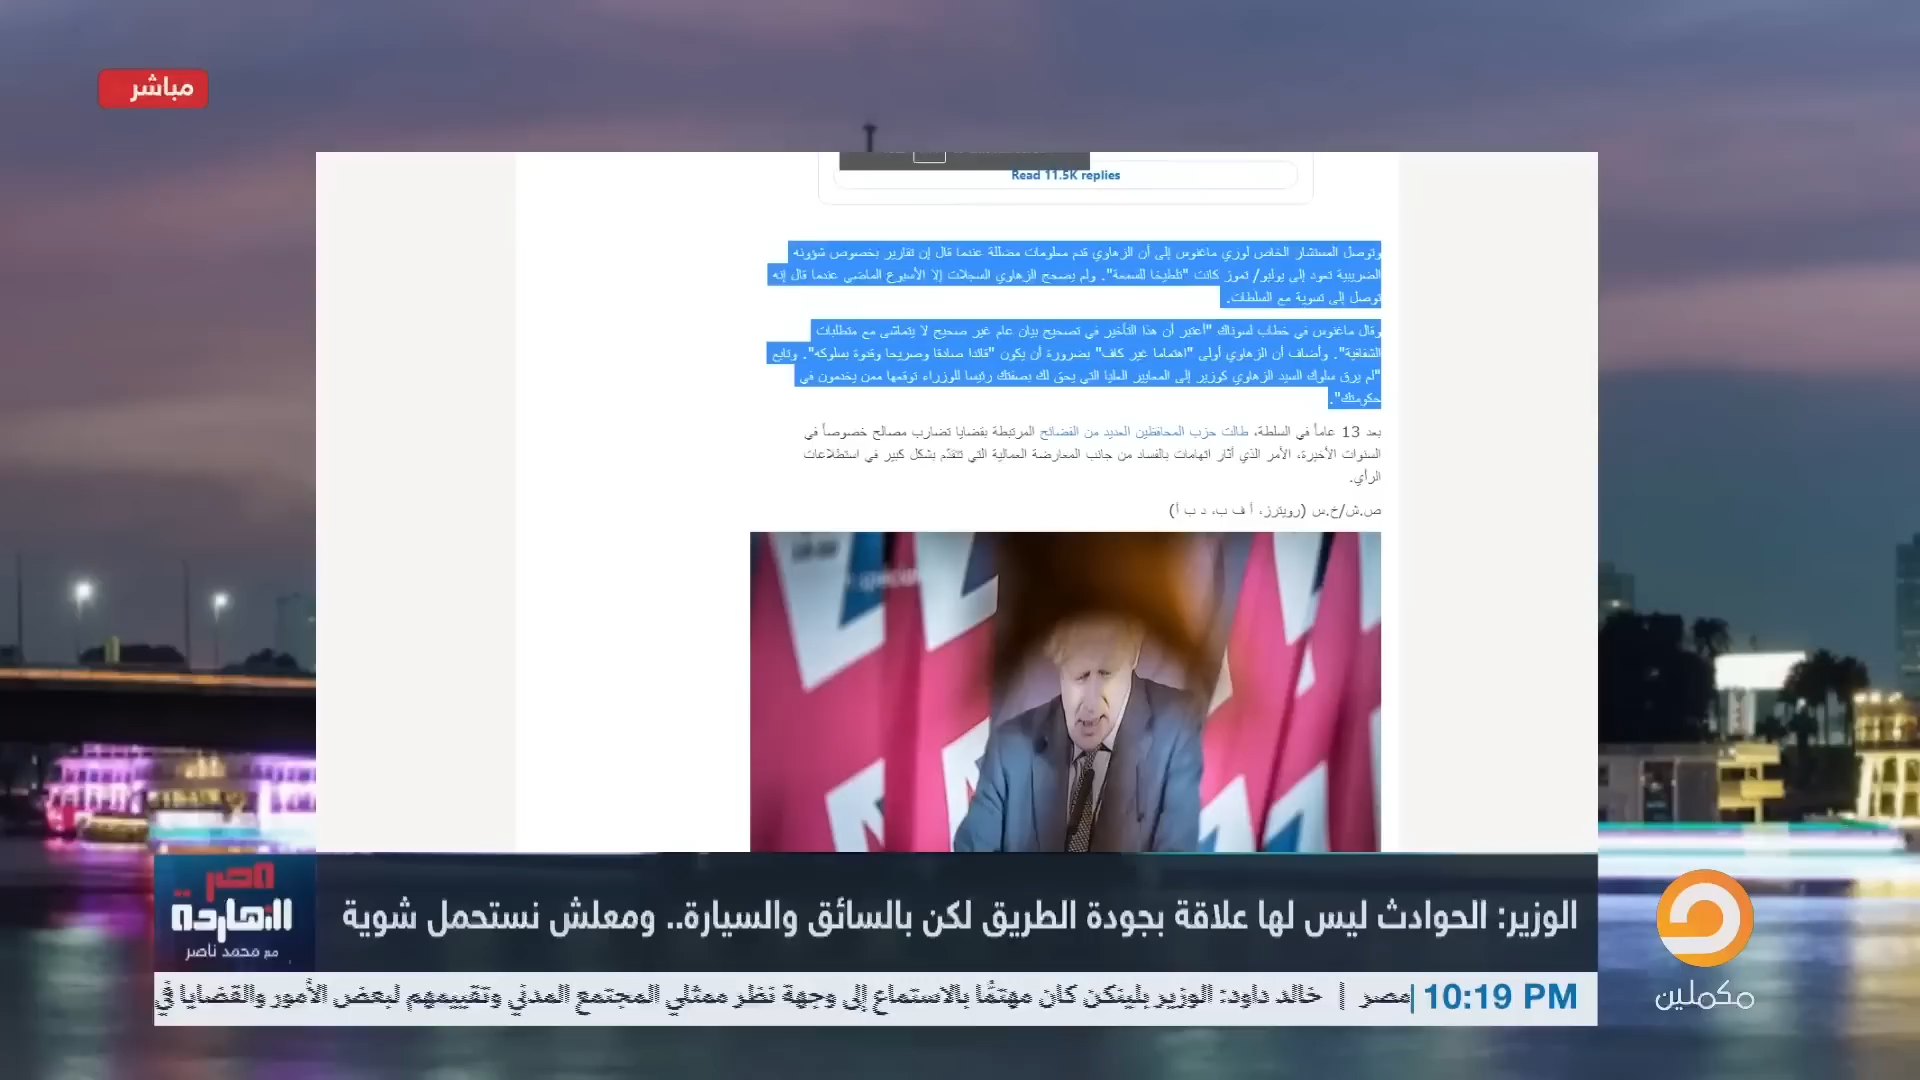 مباشر
Read 11.5K replies
وتوصل المستشار الخاص لوزي ماغنوس إلى أن الزهاوي قدم معلومات مضللة عندما قال إن تقارير بخصوص شؤونه
الضريبية تعود إلى يوليو/ تموز كانت "تلطيخا للسمعة". ولم يصحح الزهاوي السجلات إلا الأسبوع الماضي عندما قال إنه
توصل إلى تسوية مع السلطات.
وقال ماغنوس في خطاب لسوناك "أعتبر أن هذا التأخير في تصحيح بيان عام غير صحيح لا يتماشى مع متطلبات
الشفافية". وأضاف أن الزهاوي أولى "اهتماما غير كاف" بضرورة أن يكون "قائدا صادقا وصريحا وقدوة بسلوكه". وتابع
"لم يرق سلوك السيد الزهاوي كوزير إلى المعايير العليا التي يحق لك بصفتك رئيسا للوزراء توقعها ممن يخدمون في
حكومتك".
بعد 13 عاماً في السلطة، طالت حزب المحافظين العديد من الفضائح المرتبطة بقضايا تضارب مصالح خصوصاً في
السنوات الأخيرة، الأمر الذي أثار اتهامات بالفساد من جانب المعارضة العمالية التي تتقدّم بشكل كبير في استطلاعات
الرأي.
ص.ش/خ.س (رويترز، أ ف ب، د ب أ)
الوزير: الحوادث ليس لها علاقة بجودة الطريق لكن بالسائق والسيارة.. ومعلش نستحمل شوية
مصر
النهاردة
مع محمد ناصر
10:19 PM
مصر | خالد داود: الوزير بلينكن كان مهتمًّا بالاستماع إلى وجهة نظر ممثلي المجتمع المدني وتقييمهم لبعض الأمور والقضايا في
مكملين